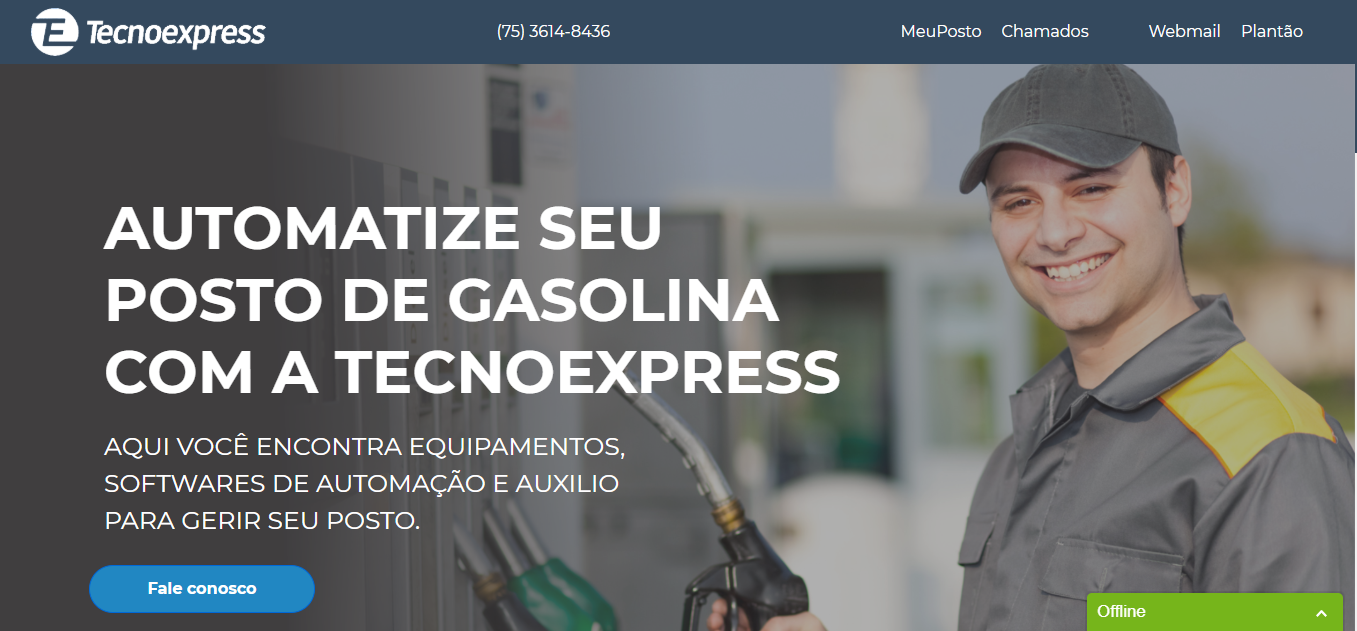 Tecnoexpress
(75) 3614-8436
MeuPosto
Chamados
Webmail
Plantão
AUTOMATIZE SEU
POSTO DE GASOLINA
COM A TECNOEXPRESS
AQUI VOCÊ ENCONTRA EQUIPAMENTOS,
SOFTWARES DE AUTOMAÇÃO E AUXILIO
PARA GERIR SEU POSTO.
Fale conosco
Offline